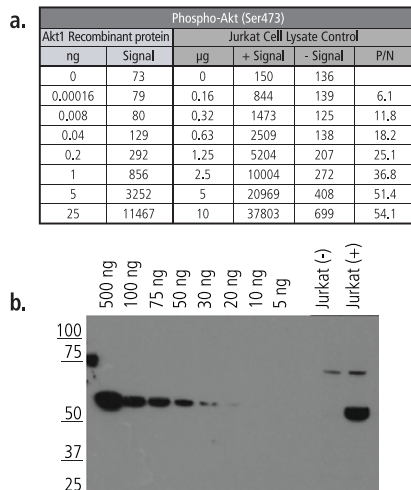 a.
Phospho-Akt (Ser473)
Akt1 Recombinant protein Jurkat Cell Lysate Control
ng Signal µg + Signal - Signal P/N
0 73 0 150 136
0.00016 79 0.16 844 139 6.1
0.008 80 0.32 1473 125 11.8
0.04 129 0.63 2509 138 18.2
0.2 292 1.25 5204 207 25.1
1 856 2.5 10004 272 36.8
5 3252 5 20969 408 51.4
25 11467 10 37803 699 54.1
b.
500 ng
100 ng
75 ng
50 ng
30 ng
20 ng
10 ng
5 ng
Jurkat (-)
Jurkat (+)
100
75
50
37
25